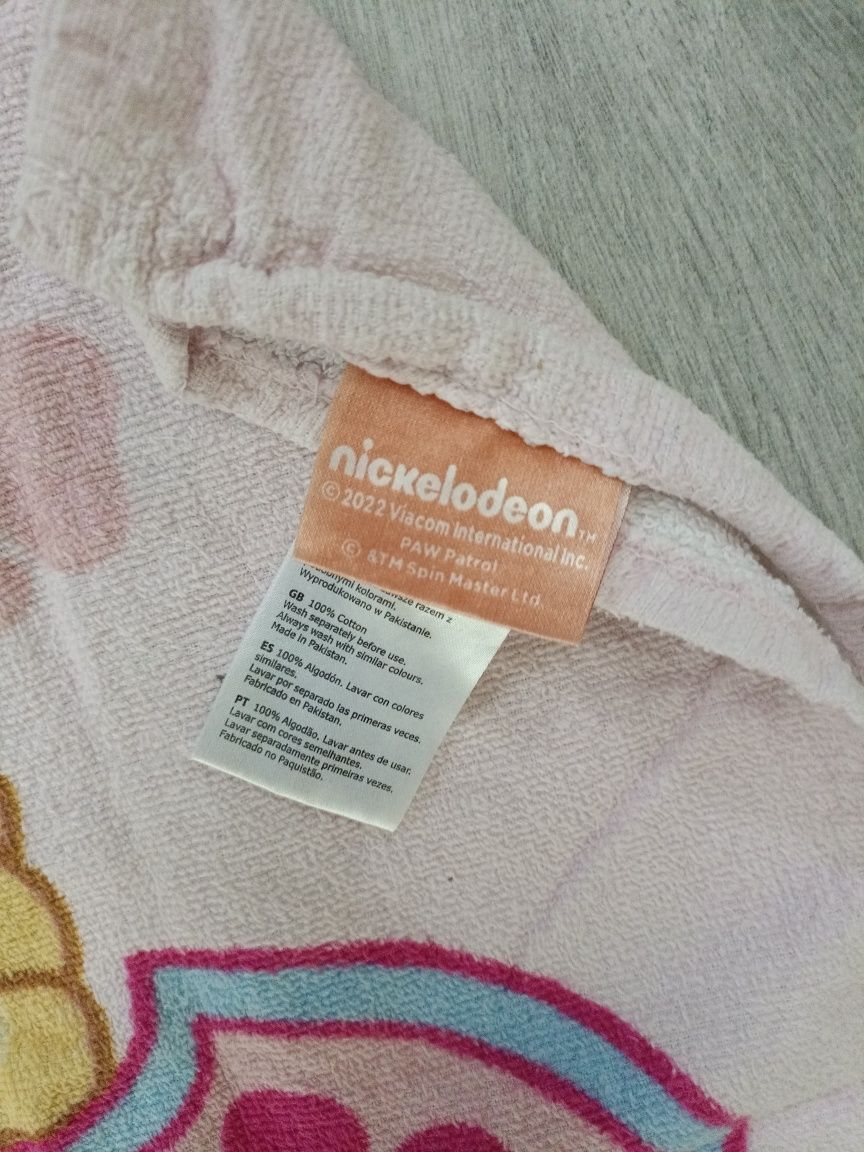 nickelodeon™
© 2022 Viacom International Inc.
PAW Patrol
© &TM Spin Master Ltd
razem z
kolorami.
Wyprodukowano w Pakistanie.
GB 100% Cotton
Wash separately before use.
Always wash with similar colours.
Made in Pakistan.
ES 100% Algodón. Lavar con colores
similares.
Lavar por separado las primeras veces.
Fabricado en Pakistan.
PT 100% Algodão. Lavar antes de usar.
Lavar com cores semelhantes.
Lavar separadamente primeiras vezes.
Fabricado no Paquistão.